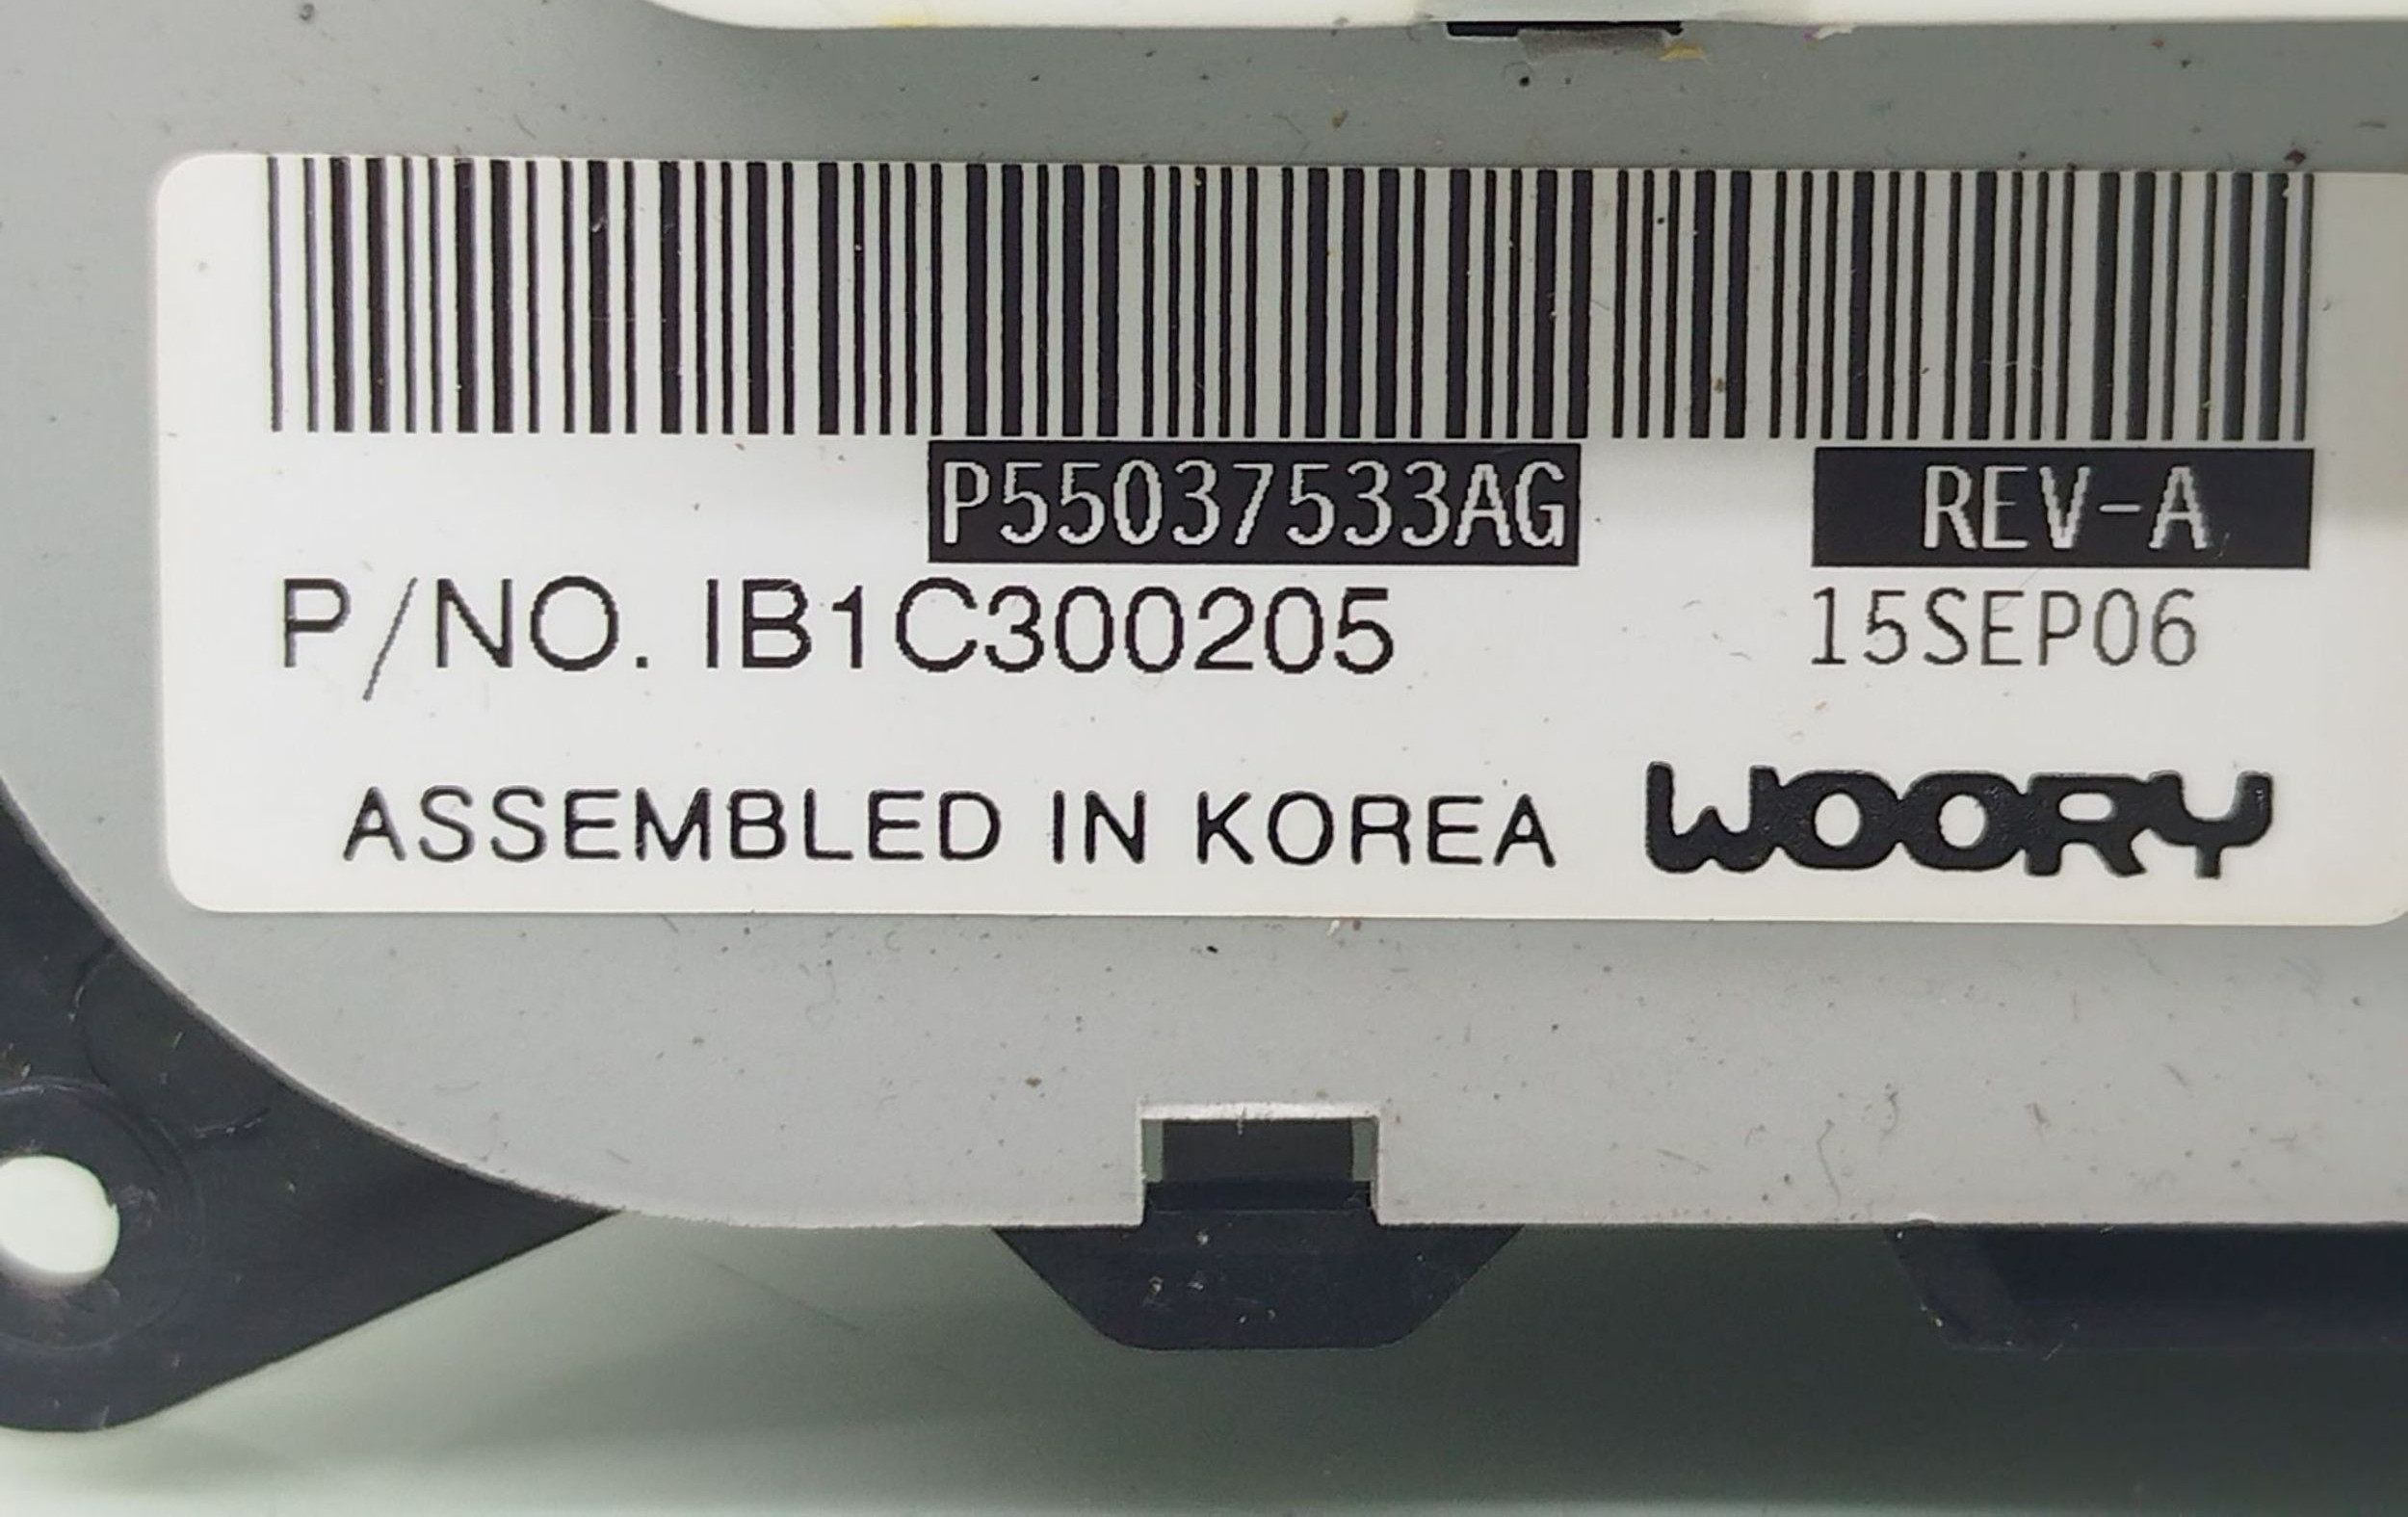 P55037533AG REV-A
P/NO. IB1C300205 15SEP06
ASSEMBLED IN KOREA WOORY